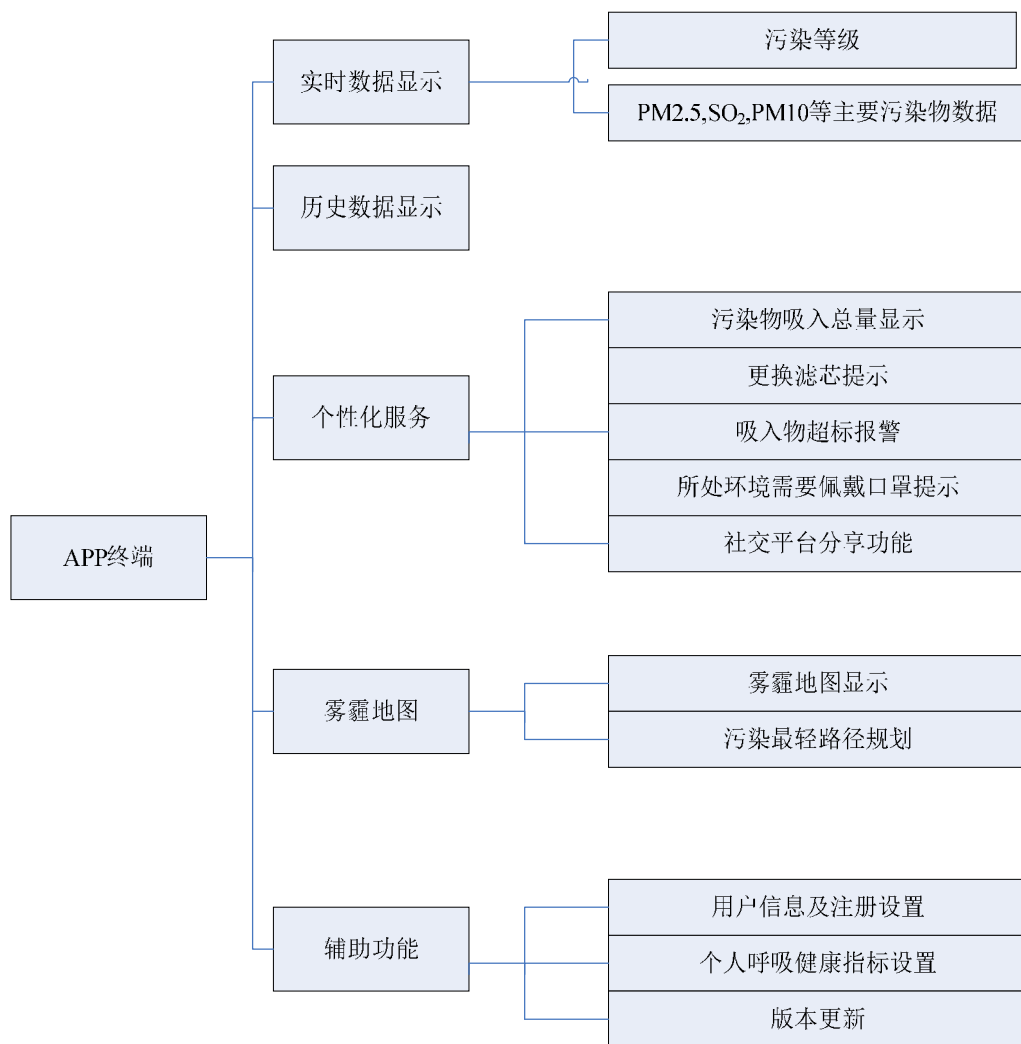 APP终端
实时数据显示
污染等级
PM2.5,SO₂,PM10等主要污染物数据
历史数据显示
个性化服务
污染物吸入总量显示
更换滤芯提示
吸入物超标报警
所处环境需要佩戴口罩提示
社交平台分享功能
雾霾地图
雾霾地图显示
污染最轻路径规划
辅助功能
用户信息及注册设置
个人呼吸健康指标设置
版本更新